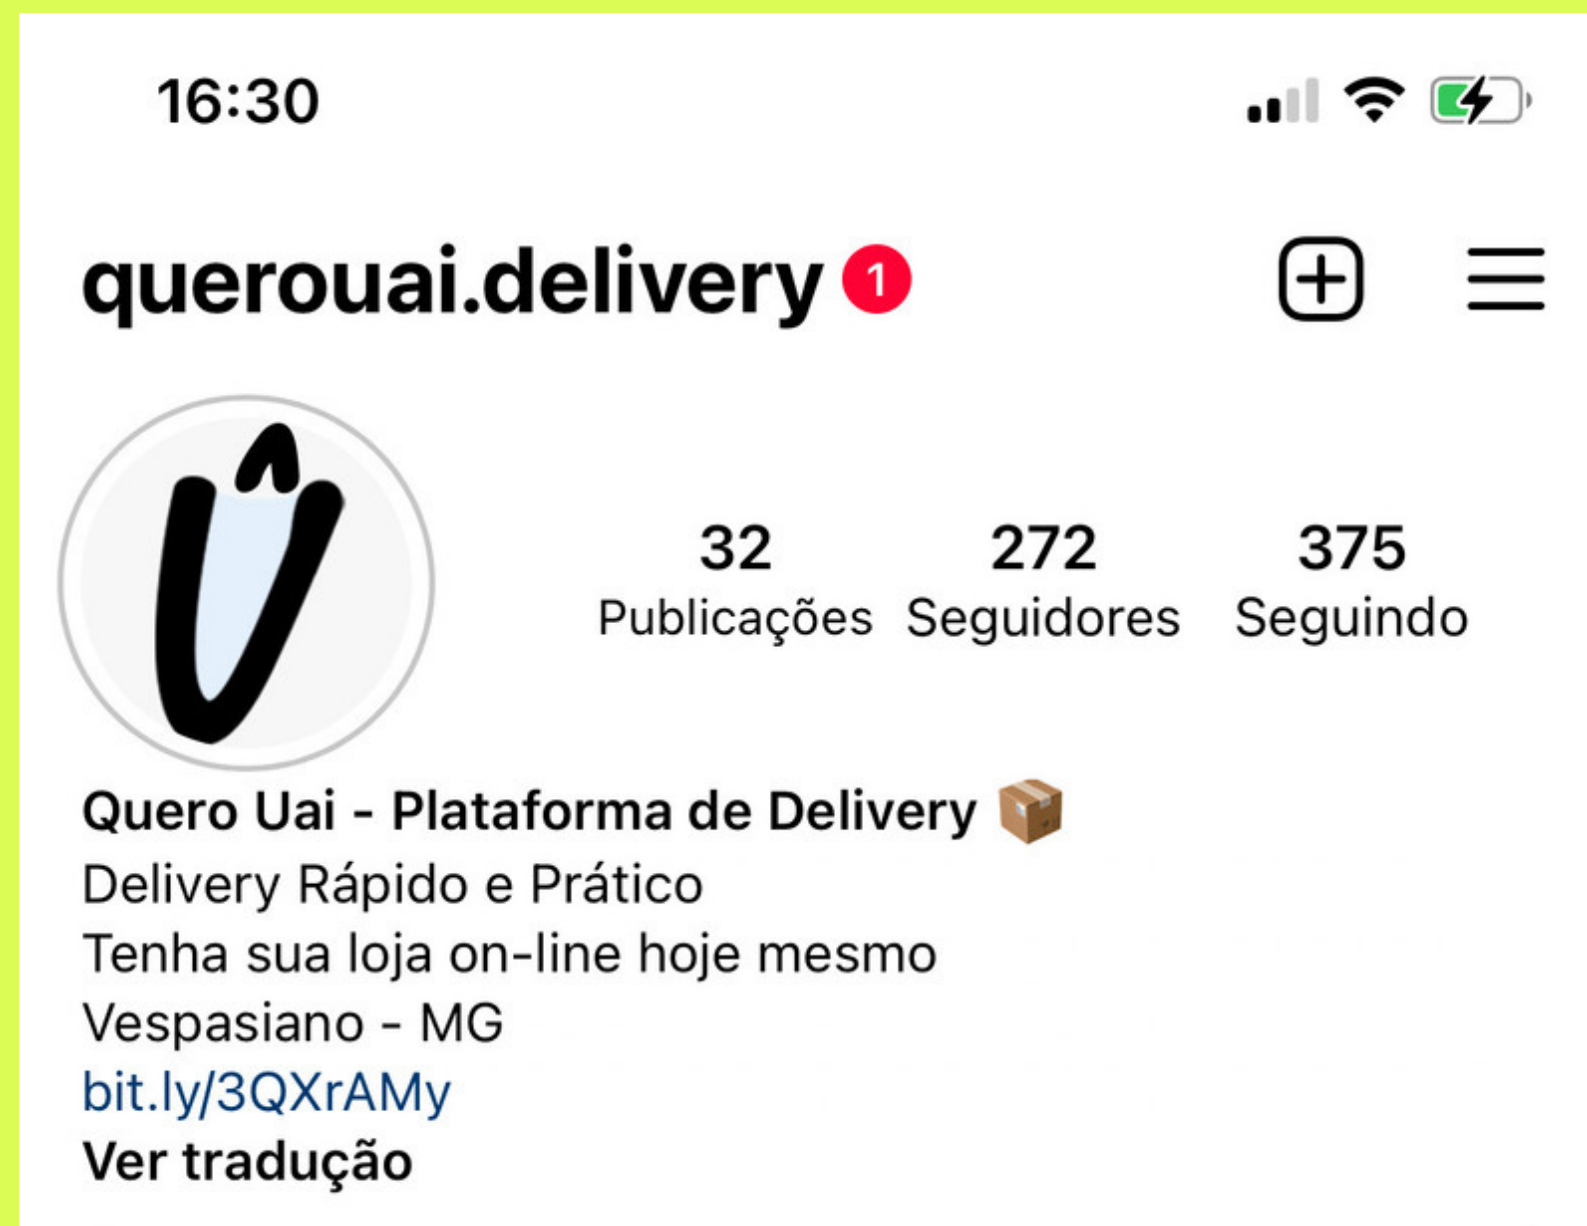 16:30
querouai.delivery 1
32 272 375
Publicações Seguidores Seguindo
Quero Uai - Plataforma de Delivery 📦
Delivery Rápido e Prático
Tenha sua loja on-line hoje mesmo
Vespasiano - MG
bit.ly/3QXrAMy
Ver tradução